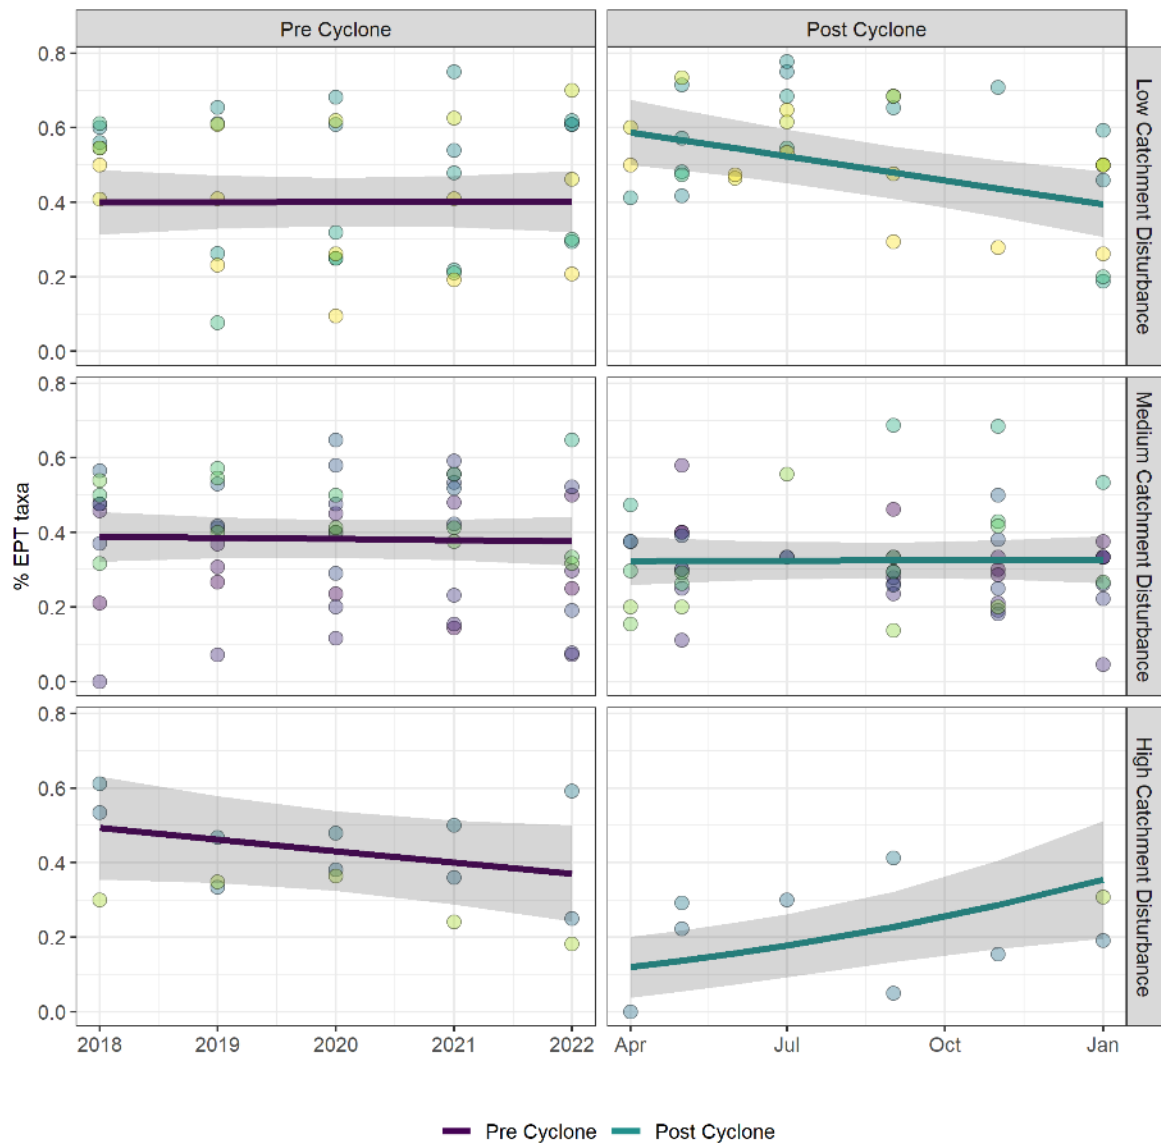 Pre Cyclone
Post Cyclone
0.8
0.6
0.4
0.2
0.0
Low Catchment Disturbance
0.8
0.6
0.4
0.2
0.0
Medium Catchment Disturbance
% EPT taxa
0.8
0.6
0.4
0.2
0.0
High Catchment Disturbance
2018 2019 2020 2021 2022 Apr Jul Oct Jan
Pre Cyclone Post Cyclone